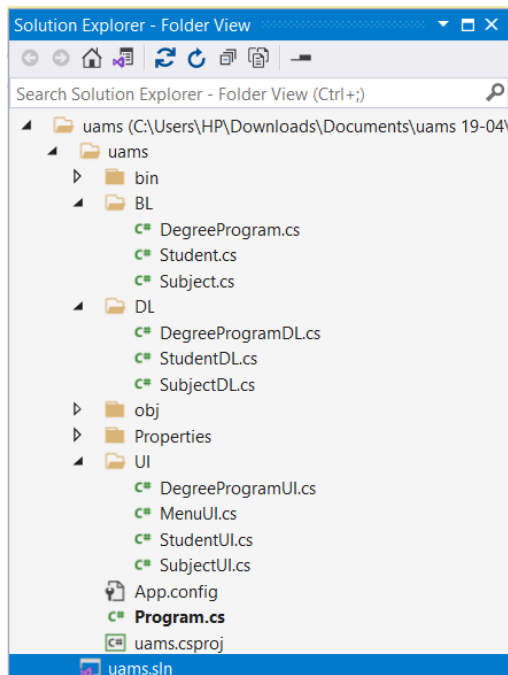 Solution Explorer - Folder View
Search Solution Explorer - Folder View (Ctrl+;)
uams (C:\Users\HP\Downloads\Documents\uams 19-04\
uams
bin
BL
C# DegreeProgram.cs
C# Student.cs
C# Subject.cs
DL
C# DegreeProgramDL.cs
C# StudentDL.cs
C# SubjectDL.cs
obj
Properties
UI
C# DegreeProgramUI.cs
C# MenuUI.cs
C# StudentUI.cs
C# SubjectUI.cs
App.config
C# Program.cs
C# uams.csproj
uams.sln